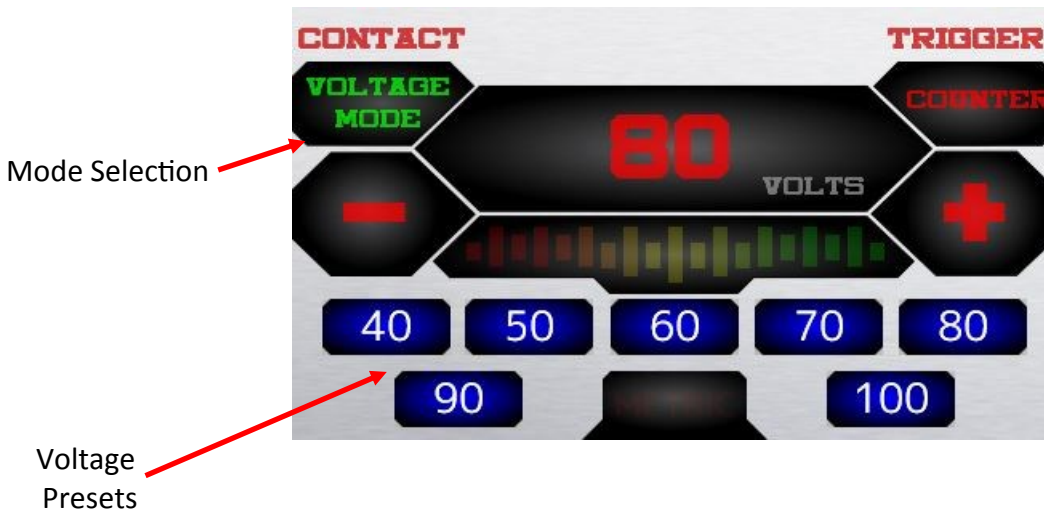 CONTACT
TRIGGER
VOLTAGE
MODE
COUNTER
80
VOLTS
Mode Selection
-
+
40
50
60
70
80
90
100
Voltage
Presets